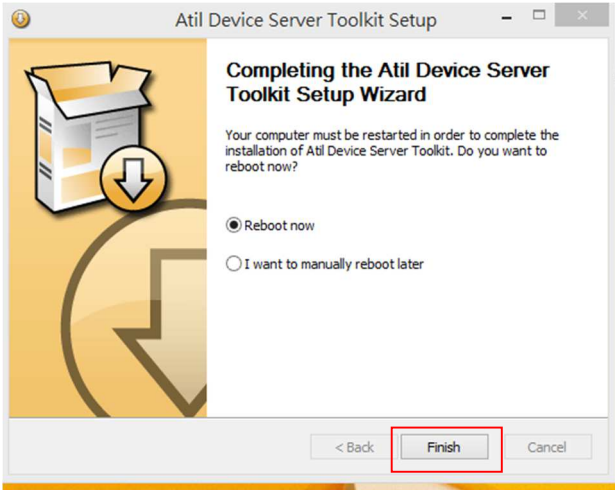 Atil Device Server Toolkit Setup
Completing the Atil Device Server
Toolkit Setup Wizard
Your computer must be restarted in order to complete the
installation of Atil Device Server Toolkit. Do you want to
reboot now?
Reboot now
I want to manually reboot later
< Back Finish Cancel